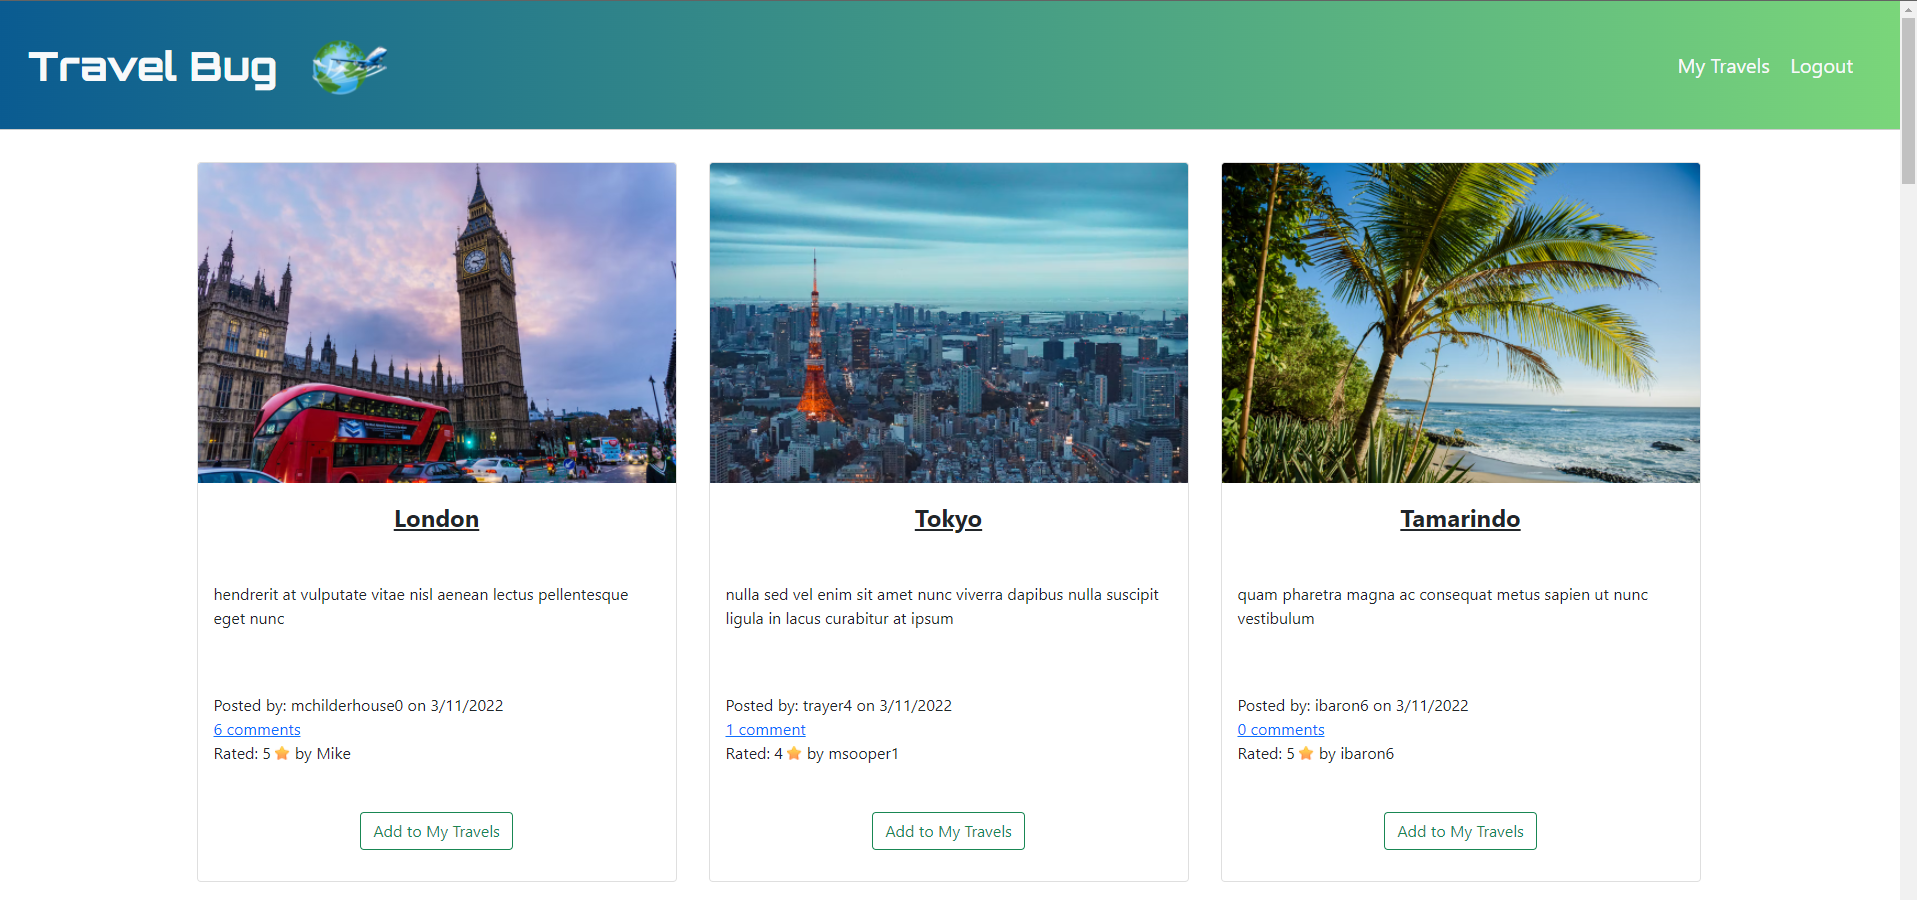 Travel Bug
My Travels Logout
London
hendrerit at vulputate vitae nisl aenean lectus pellentesque
eget nunc
Posted by: mchilderhouse0 on 3/11/2022
6 comments
Rated: 5 ⭐ by Mike
Add to My Travels
Tokyo
nulla sed vel enim sit amet nunc viverra dapibus nulla suscipit
ligula in lacus curabitur at ipsum
Posted by: trayer4 on 3/11/2022
1 comment
Rated: 4 ⭐ by msooper1
Add to My Travels
Tamarindo
quam pharetra magna ac consequat metus sapien ut nunc
vestibulum
Posted by: ibaron6 on 3/11/2022
0 comments
Rated: 5 ⭐ by ibaron6
Add to My Travels